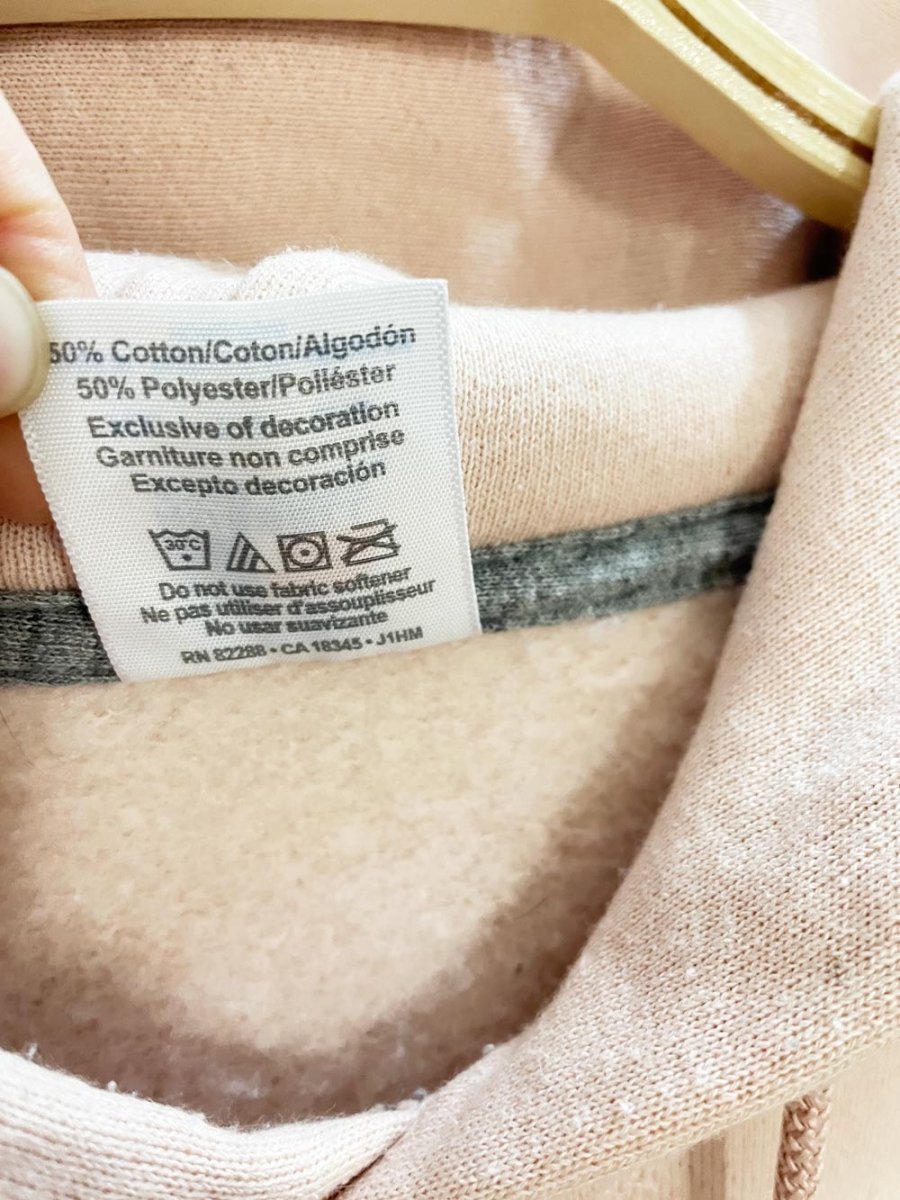 50% Cotton/Coton/Algodón
50% Polyester/Poliéster
Exclusive of decoration
Garniture non comprise
Excepto decoración
30°C
Do not use fabric softener
Ne pas utiliser d'assouplisseur
No usar suavizante
RN 82288 • CA 18345 • J1HM